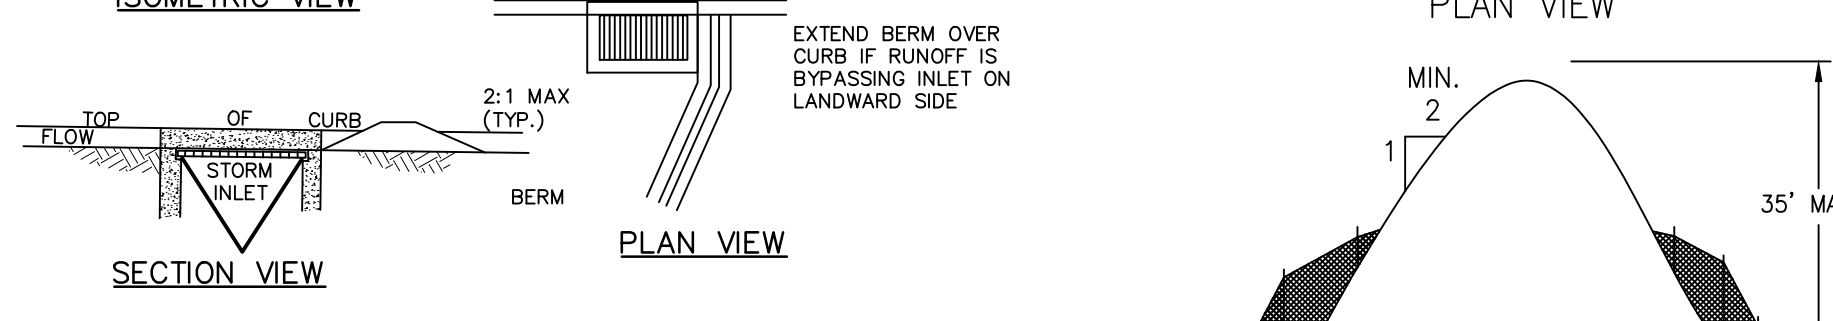 ISOMETRIC VIEW
EXTEND BERM OVER
CURB IF RUNOFF IS
BYPASSING INLET ON
LANDWARD SIDE
2:1 MAX
(TYP.)
TOP OF CURB
FLOW
STORM
INLET
BERM
SECTION VIEW
PLAN VIEW
PLAN VIEW
MIN.
2
1
35'